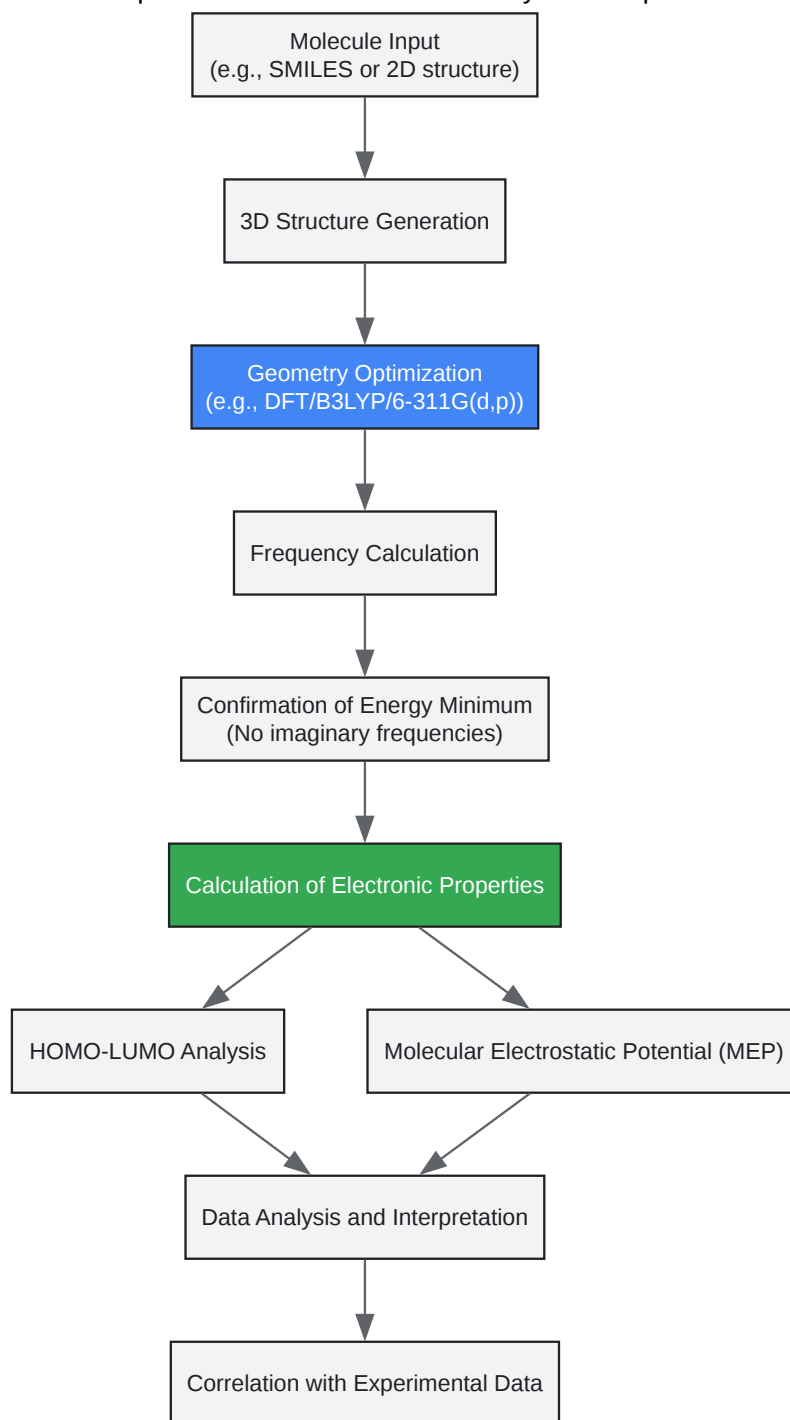 Molecule Input
(e.g., SMILES or 2D structure)
3D Structure Generation
Geometry Optimization
(e.g., DFT/B3LYP/6-311G(d,p))
Frequency Calculation
Confirmation of Energy Minimum
(No imaginary frequencies)
Calculation of Electronic Properties
HOMO-LUMO Analysis
Molecular Electrostatic Potential (MEP)
Data Analysis and Interpretation
Correlation with Experimental Data